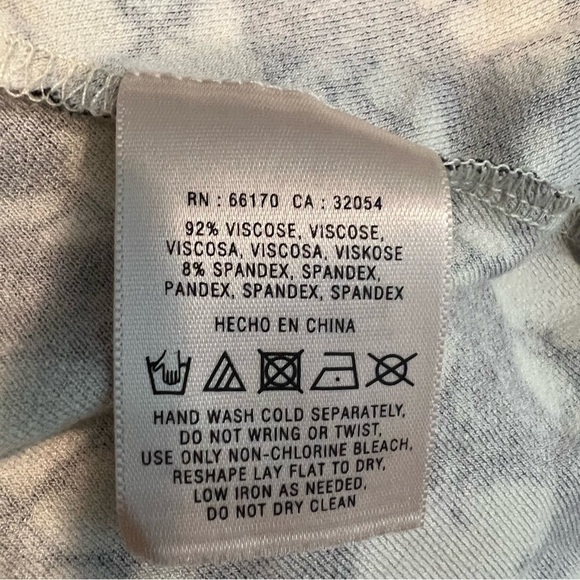 RN : 66170 CA : 32054
92% VISCOSE, VISCOSE,
VISCOSA, VISCOSA, VISKOSE
8% SPANDEX, SPANDEX,
PANDEX, SPANDEX, SPANDEX
HECHO EN CHINA
HAND WASH COLD SEPARATELY,
DO NOT WRING OR TWIST,
USE ONLY NON-CHLORINE BLEACH,
RESHAPE LAY FLAT TO DRY,
LOW IRON AS NEEDED,
DO NOT DRY CLEAN